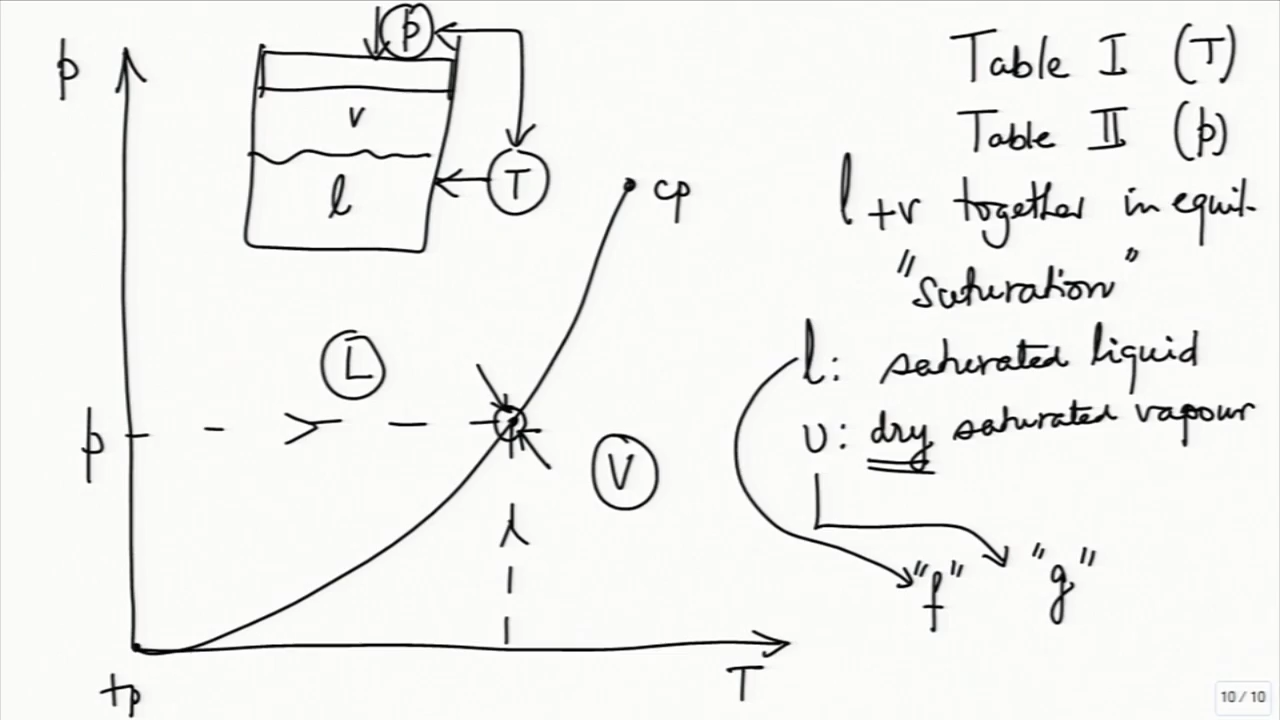 p
p
v
l
T
cp
L
p
V
T
tp
Table I (T)
Table II (p)
l+v together in equil.
"saturation"
l: saturated liquid
v: dry saturated vapour
"f" "g"
10 / 10